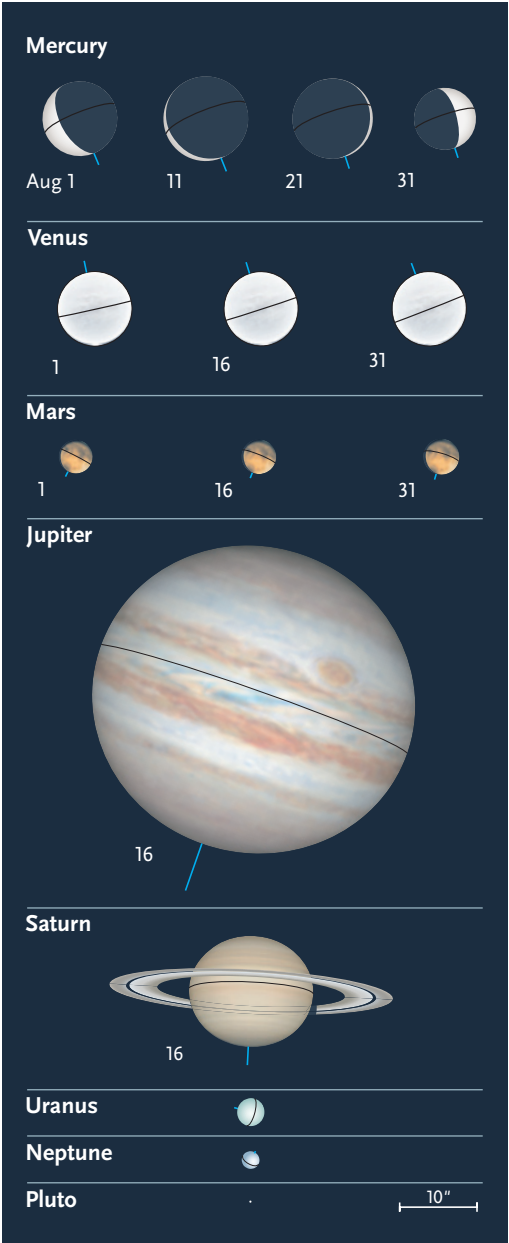 Mercury
Aug 1 11 21 31
Venus
1 16 31
Mars
1 16 31
Jupiter
16
Saturn
16
Uranus
Neptune
Pluto 10"